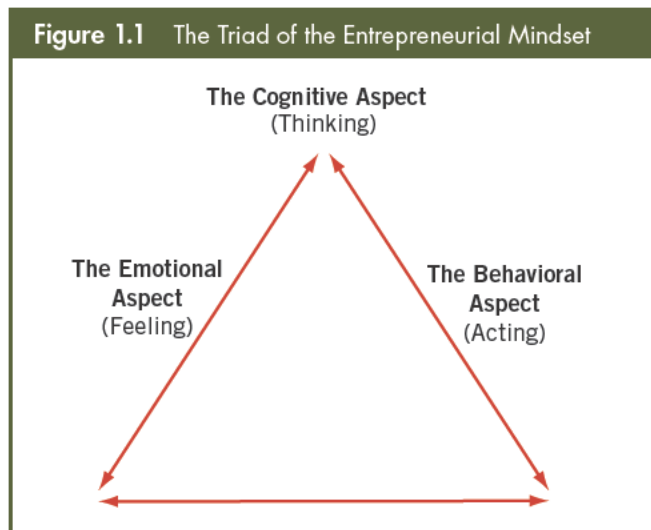 Figure 1.1 The Triad of the Entrepreneurial Mindset
The Cognitive Aspect
(Thinking)
The Emotional
Aspect
(Feeling)
The Behavioral
Aspect
(Acting)